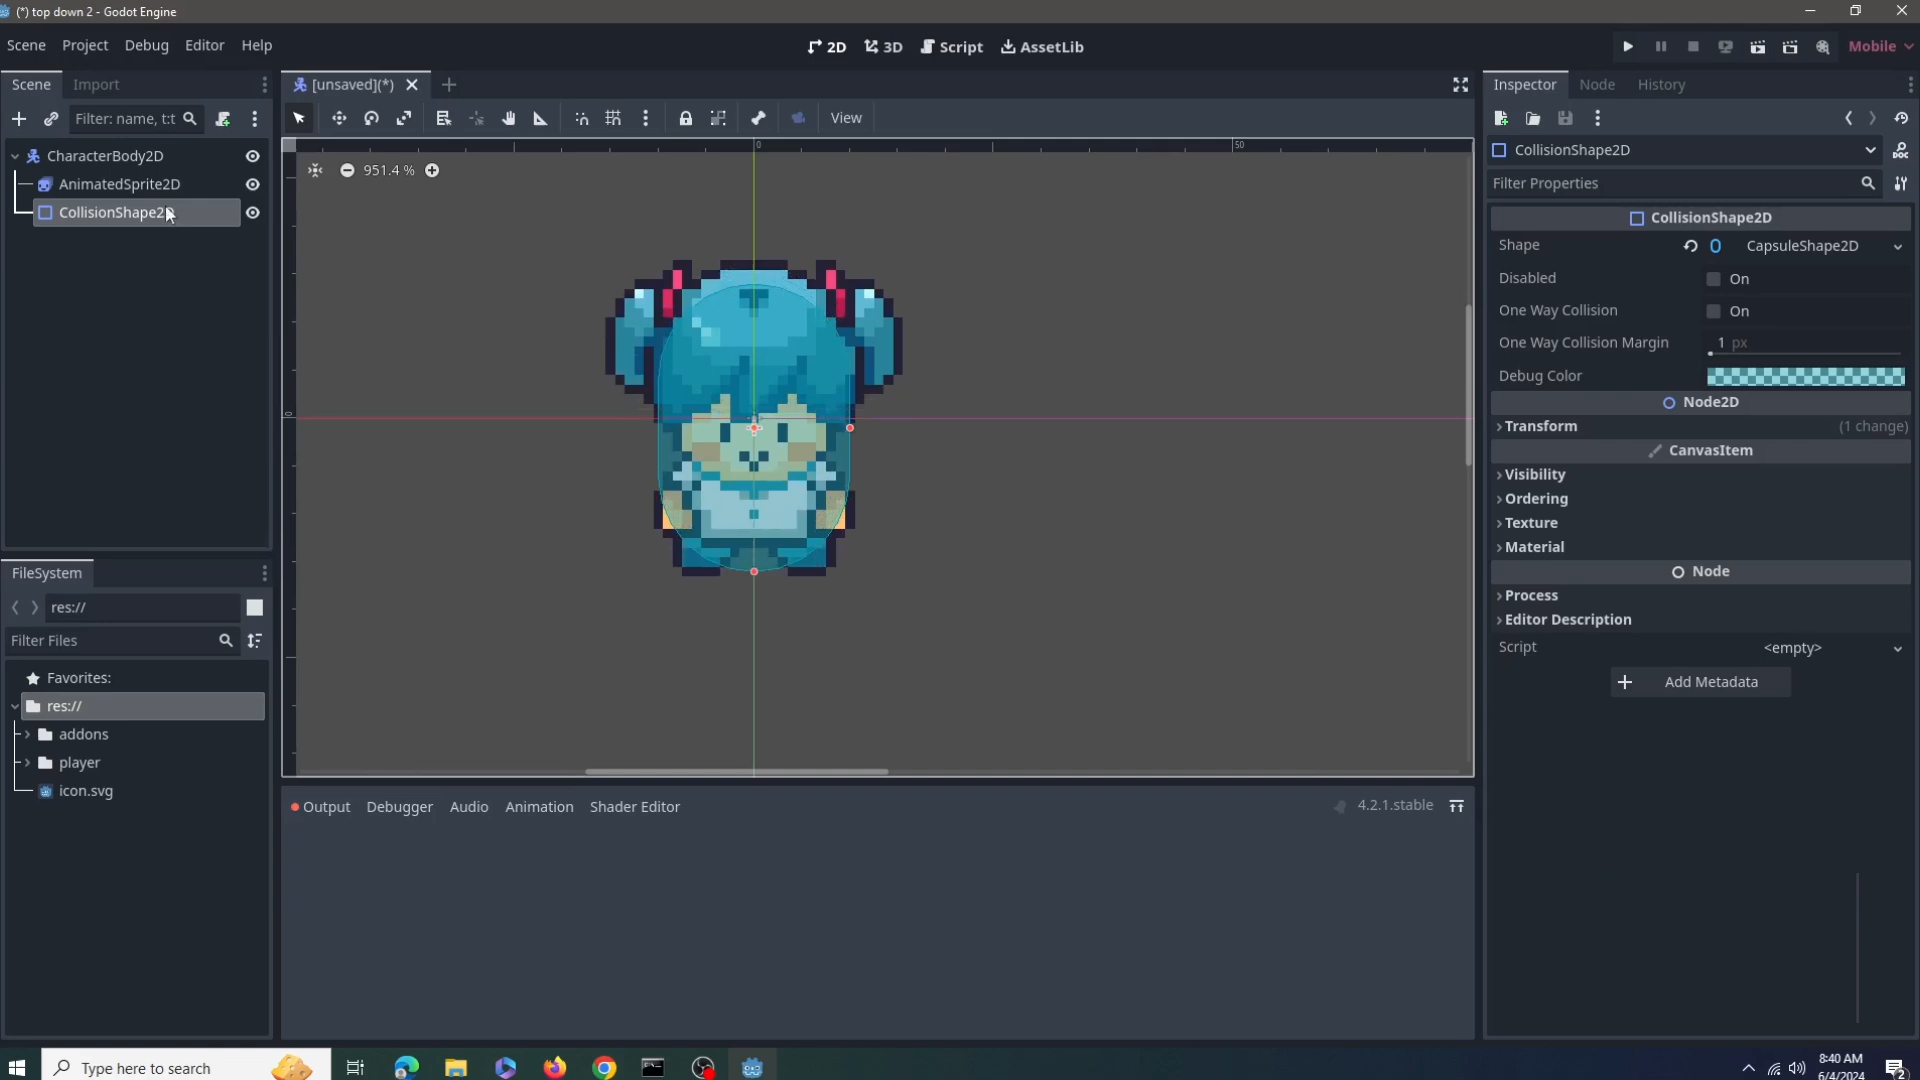 (*) top down 2 - Godot Engine
Scene Project Debug Editor Help
2D 3D Script AssetLib
Mobile
Scene Import
[unsaved](*)
Inspector Node History
Filter: name, t:t
View
CharacterBody2D
AnimatedSprite2D
CollisionShape2D
0 50
951.4 %
0
CollisionShape2D
Filter Properties
CollisionShape2D
Shape CapsuleShape2D
Disabled On
One Way Collision On
One Way Collision Margin 1 px
Debug Color
Node2D
Transform (1 change)
CanvasItem
Visibility
Ordering
Texture
Material
Node
Process
Editor Description
Script <empty>
Add Metadata
FileSystem
res://
Filter Files
Favorites:
res://
addons
player
icon.svg
Output Debugger Audio Animation Shader Editor
4.2.1.stable
Type here to search
8:40 AM
6/4/2024
2